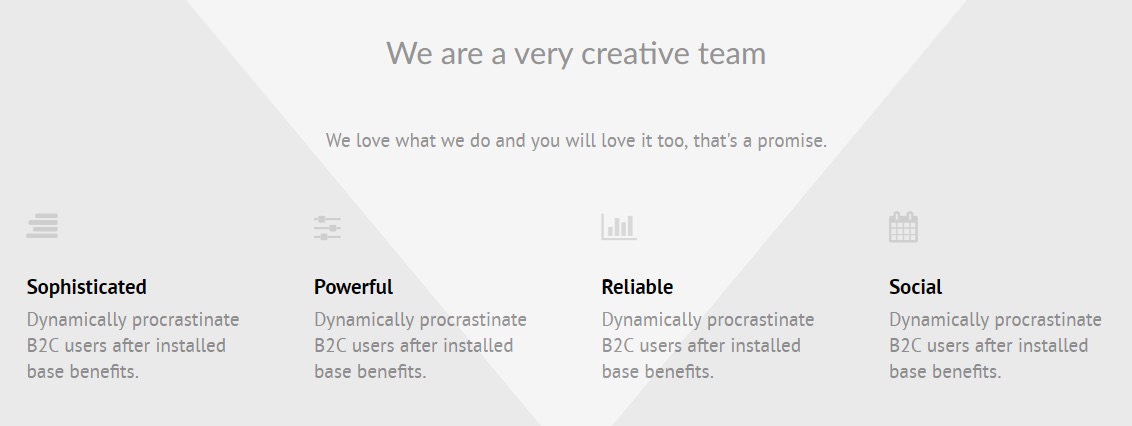 We are a very creative team
We love what we do and you will love it too, that's a promise.
Sophisticated
Dynamically procrastinate
B2C users after installed
base benefits.
Powerful
Dynamically procrastinate
B2C users after installed
base benefits.
Reliable
Dynamically procrastinate
B2C users after installed
base benefits.
Social
Dynamically procrastinate
B2C users after installed
base benefits.